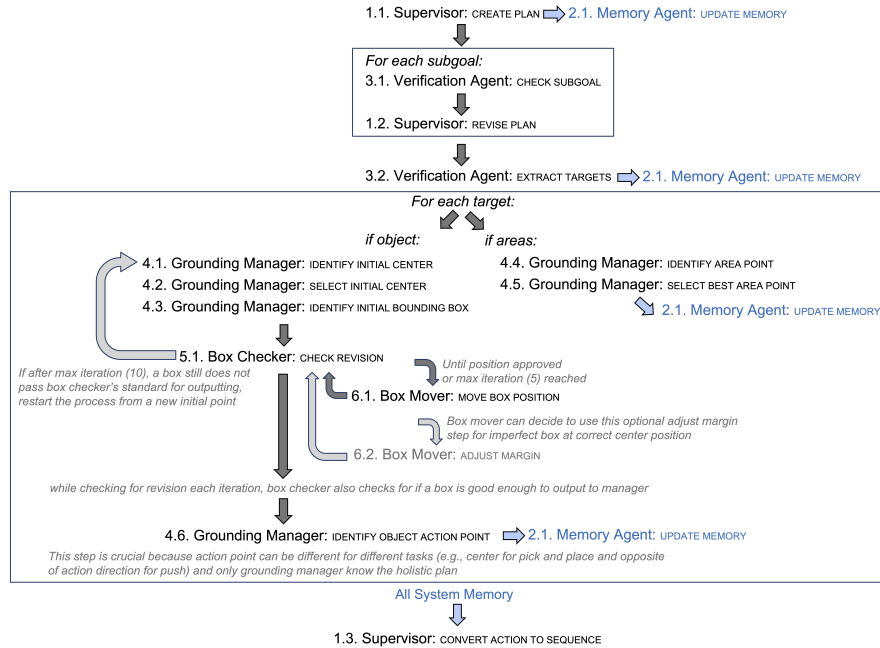 1.1. Supervisor: CREATE PLAN 2.1. Memory Agent: UPDATE MEMORY
For each subgoal:
3.1. Verification Agent: CHECK SUBGOAL
1.2. Supervisor: REVISE PLAN
3.2. Verification Agent: EXTRACT TARGETS 2.1. Memory Agent: UPDATE MEMORY
For each target:
if object:
4.1. Grounding Manager: IDENTIFY INITIAL CENTER
4.2. Grounding Manager: SELECT INITIAL CENTER
4.3. Grounding Manager: IDENTIFY INITIAL BOUNDING BOX
if areas:
4.4. Grounding Manager: IDENTIFY AREA POINT
4.5. Grounding Manager: SELECT BEST AREA POINT
2.1. Memory Agent: UPDATE MEMORY
5.1. Box Checker: CHECK REVISION
If after max iteration (10), a box still does not
pass box checker's standard for outputting,
restart the process from a new initial point
Until position approved
or max iteration (5) reached
6.1. Box Mover: MOVE BOX POSITION
Box mover can decide to use this optional adjust margin
step for imperfect box at correct center position
6.2. Box Mover: ADJUST MARGIN
while checking for revision each iteration, box checker also checks for if a box is good enough to output to manager
4.6. Grounding Manager: IDENTIFY OBJECT ACTION POINT 2.1. Memory Agent: UPDATE MEMORY
This step is crucial because action point can be different for different tasks (e.g., center for pick and place and opposite
of action direction for push) and only grounding manager know the holistic plan
All System Memory
1.3. Supervisor: CONVERT ACTION TO SEQUENCE